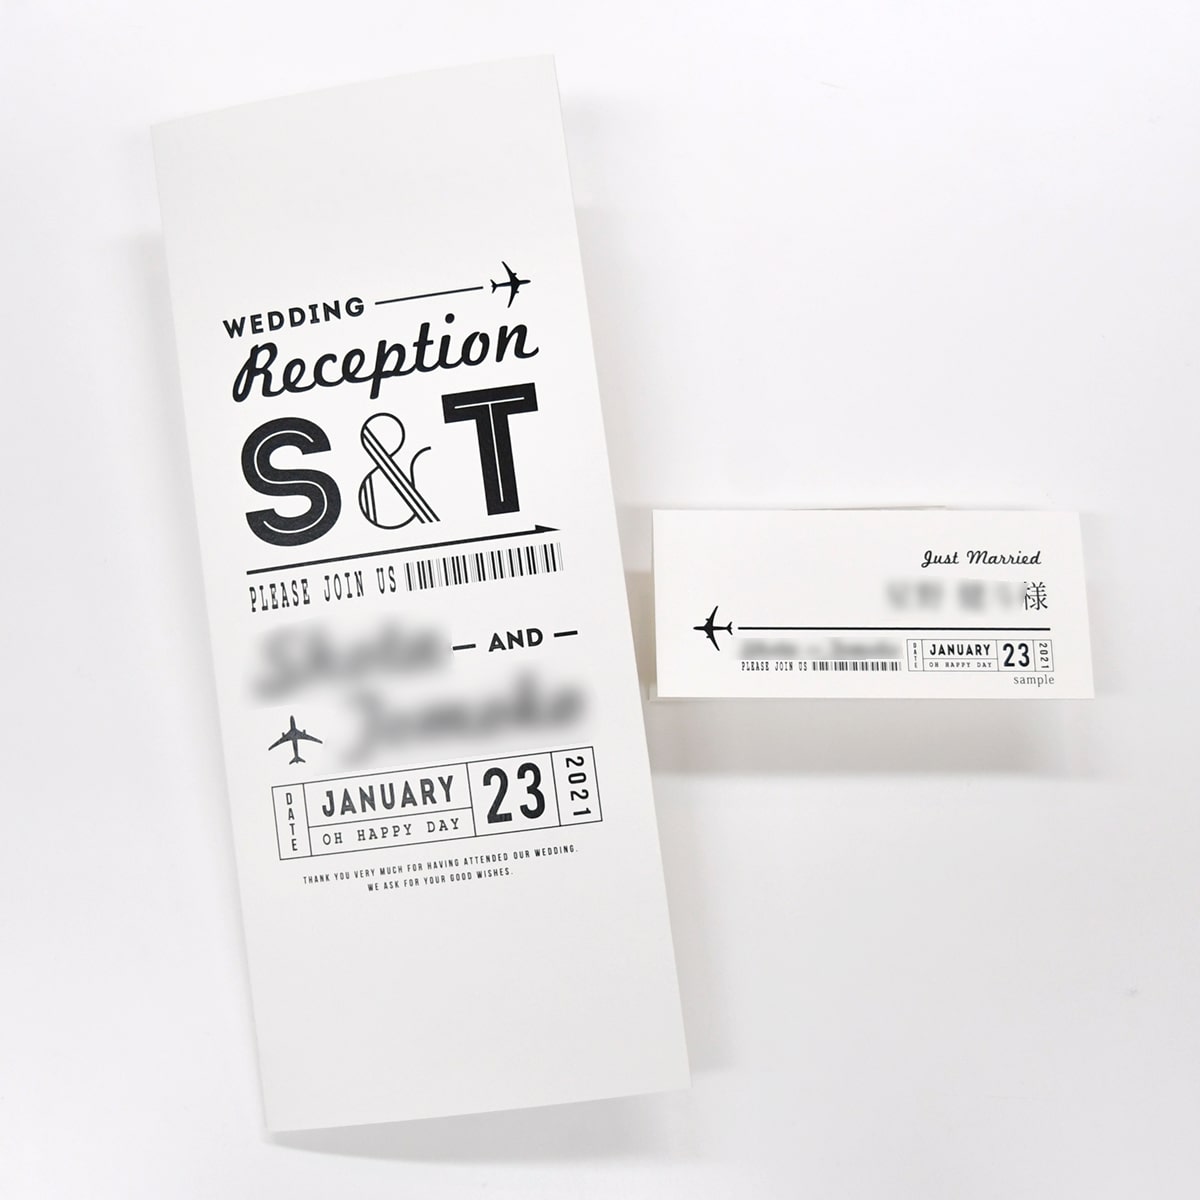 WEDDING
Reception
S&T
PLEASE JOIN US
— AND —
DATE
JANUARY
OH HAPPY DAY
23
2021
THANK YOU VERY MUCH FOR HAVING ATTENDED OUR WEDDING.
WE ASK FOR YOUR GOOD WISHES.
Just Married
様
PLEASE JOIN US
DATE
JANUARY
OH HAPPY DAY
23
2021
sample